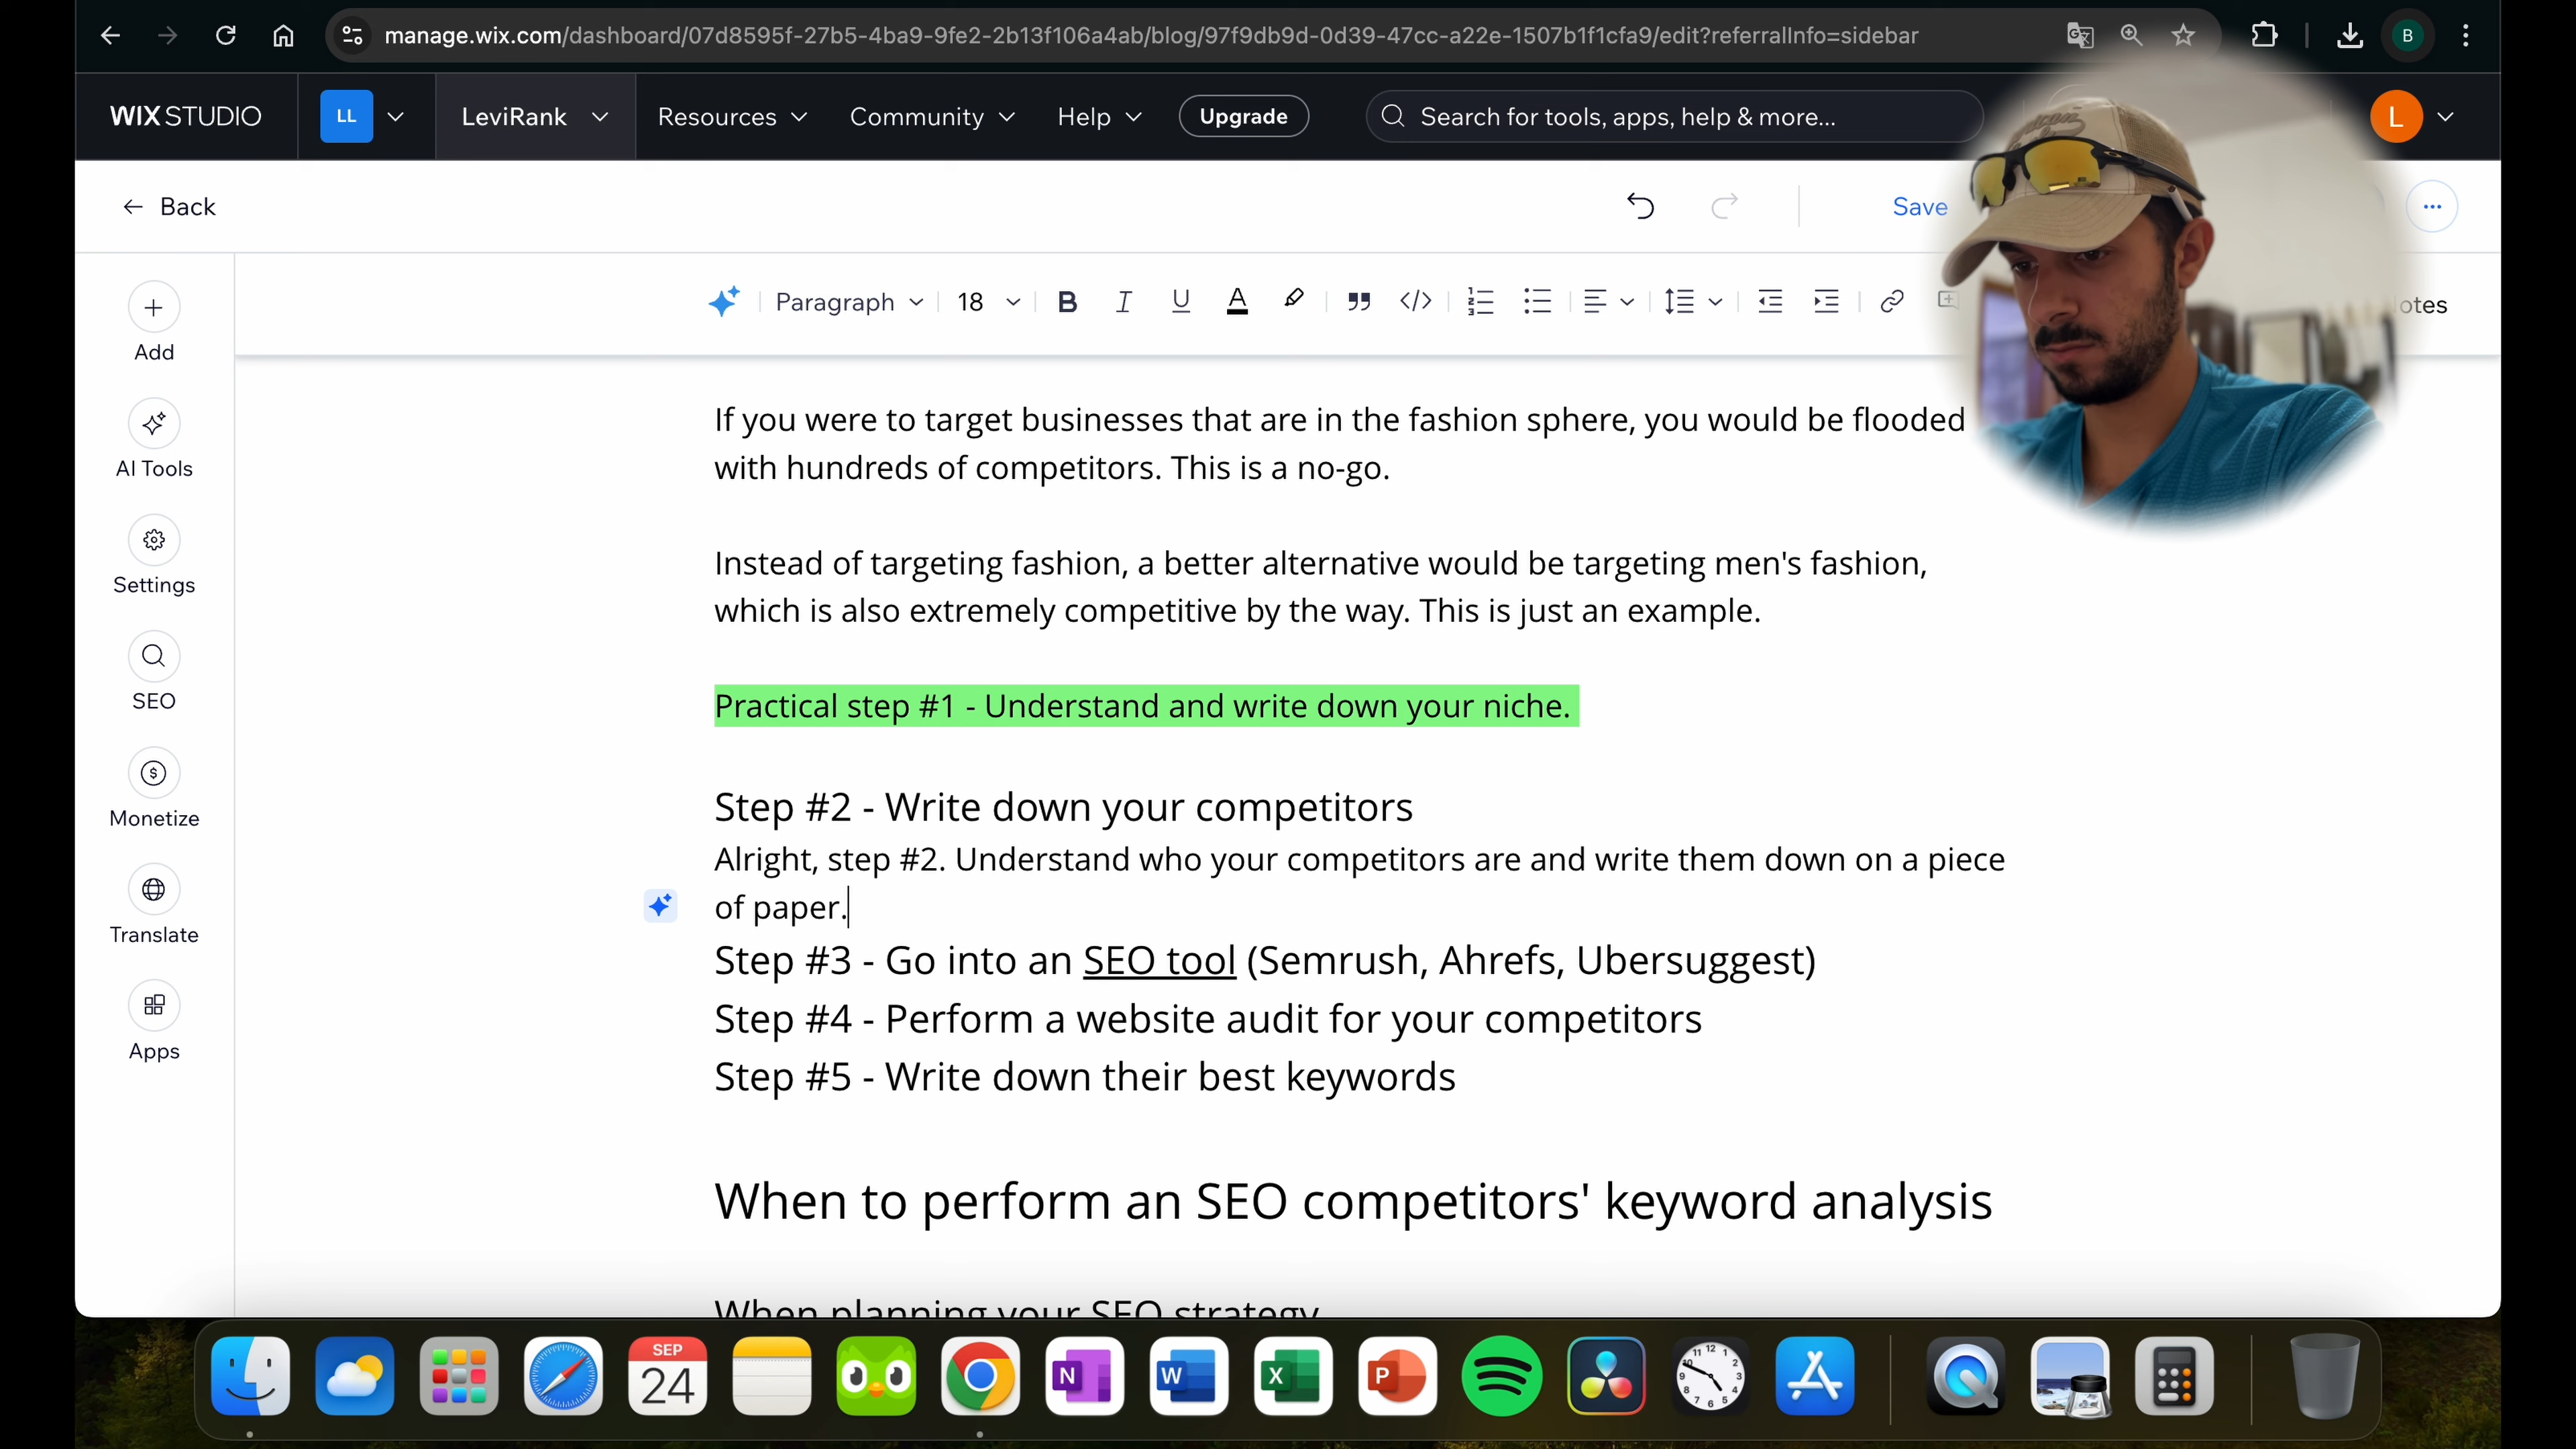 manage.wix.com/dashboard/07d8595f-27b5-4ba9-9fe2-2b13f106a4ab/blog/97f9db9d-0d39-47cc-a22e-1507b1f1cfa9/edit?referralInfo=sidebar
B
WIX STUDIO
LL
LeviRank
Resources
Community
Help
Upgrade
Search for tools, apps, help & more...
L
Back
Save
Paragraph
18
B
I
U
A
otes
Add
AI Tools
Settings
SEO
Monetize
Translate
Apps
If you were to target businesses that are in the fashion sphere, you would be flooded
with hundreds of competitors. This is a no-go.
Instead of targeting fashion, a better alternative would be targeting men's fashion,
which is also extremely competitive by the way. This is just an example.
Practical step #1 - Understand and write down your niche.
Step #2 - Write down your competitors
Alright, step #2. Understand who your competitors are and write them down on a piece
of paper.
Step #3 - Go into an SEO tool (Semrush, Ahrefs, Ubersuggest)
Step #4 - Perform a website audit for your competitors
Step #5 - Write down their best keywords
When to perform an SEO competitors' keyword analysis
When planning your SEO strategy
SEP
24
N
W
X
P